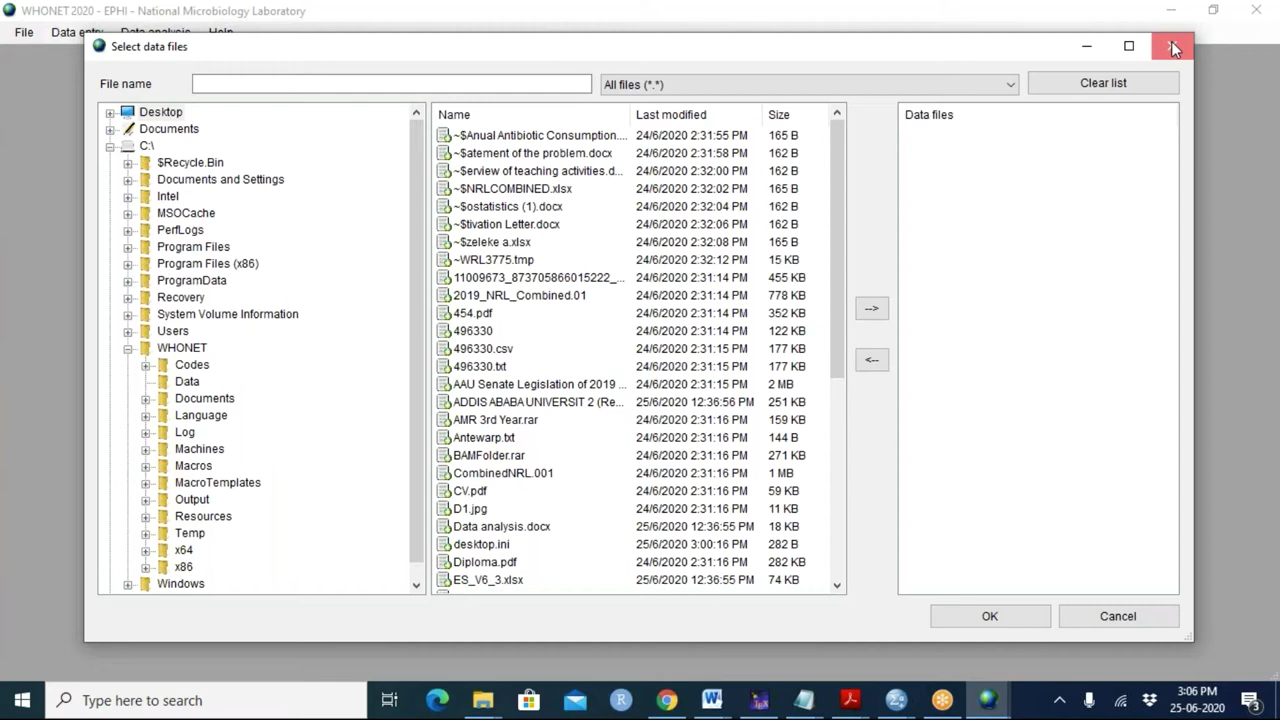 WHONET 2020 - EPHI - National Microbiology Laboratory
File Data entry Data analysis Help
Select data files
File name All files (*.*) Clear list
Desktop
Documents
C:\
$Recycle.Bin
Documents and Settings
Intel
MSOCache
PerfLogs
Program Files
Program Files (x86)
ProgramData
Recovery
System Volume Information
Users
WHONET
Codes
Data
Documents
Language
Log
Machines
Macros
MacroTemplates
Output
Resources
Temp
x64
x86
Windows
Name Last modified Size
~$Anual Antibiotic Consumption.... 24/6/2020 2:31:55 PM 165 B
~$atement of the problem.docx 24/6/2020 2:31:58 PM 162 B
~$erview of teaching activities.d... 24/6/2020 2:32:00 PM 162 B
~$NRLCOMBINED.xlsx 24/6/2020 2:32:02 PM 165 B
~$ostatistics (1).docx 24/6/2020 2:32:04 PM 162 B
~$tivation Letter.docx 24/6/2020 2:32:06 PM 162 B
~$zeleke a.xlsx 24/6/2020 2:32:08 PM 165 B
~WRL3775.tmp 24/6/2020 2:32:12 PM 15 KB
11009673_873705866015222_... 24/6/2020 2:31:14 PM 455 KB
2019_NRL_Combined.01 24/6/2020 2:31:14 PM 778 KB
454.pdf 24/6/2020 2:31:14 PM 352 KB
496330 24/6/2020 2:31:14 PM 122 KB
496330.csv 24/6/2020 2:31:15 PM 177 KB
496330.txt 24/6/2020 2:31:15 PM 177 KB
AAU Senate Legislation of 2019 ... 24/6/2020 2:31:15 PM 2 MB
ADDIS ABABA UNIVERSIT 2 (Re... 25/6/2020 12:36:56 PM 251 KB
AMR 3rd Year.rar 24/6/2020 2:31:15 PM 159 KB
Antewarp.txt 24/6/2020 2:31:15 PM 144 B
BAMFolder.rar 24/6/2020 2:31:15 PM 271 KB
CombinedNRL.001 24/6/2020 2:31:16 PM 1 MB
CV.pdf 24/6/2020 2:31:16 PM 59 KB
D1.jpg 24/6/2020 2:31:16 PM 11 KB
Data analysis.docx 25/6/2020 12:36:55 PM 18 KB
desktop.ini 25/6/2020 3:00:16 PM 282 B
Diploma.pdf 24/6/2020 2:31:16 PM 282 KB
ES_V6_3.xlsx 25/6/2020 12:36:55 PM 74 KB
-->
<--
Data files
OK Cancel
Type here to search
3:06 PM
25-06-2020
3